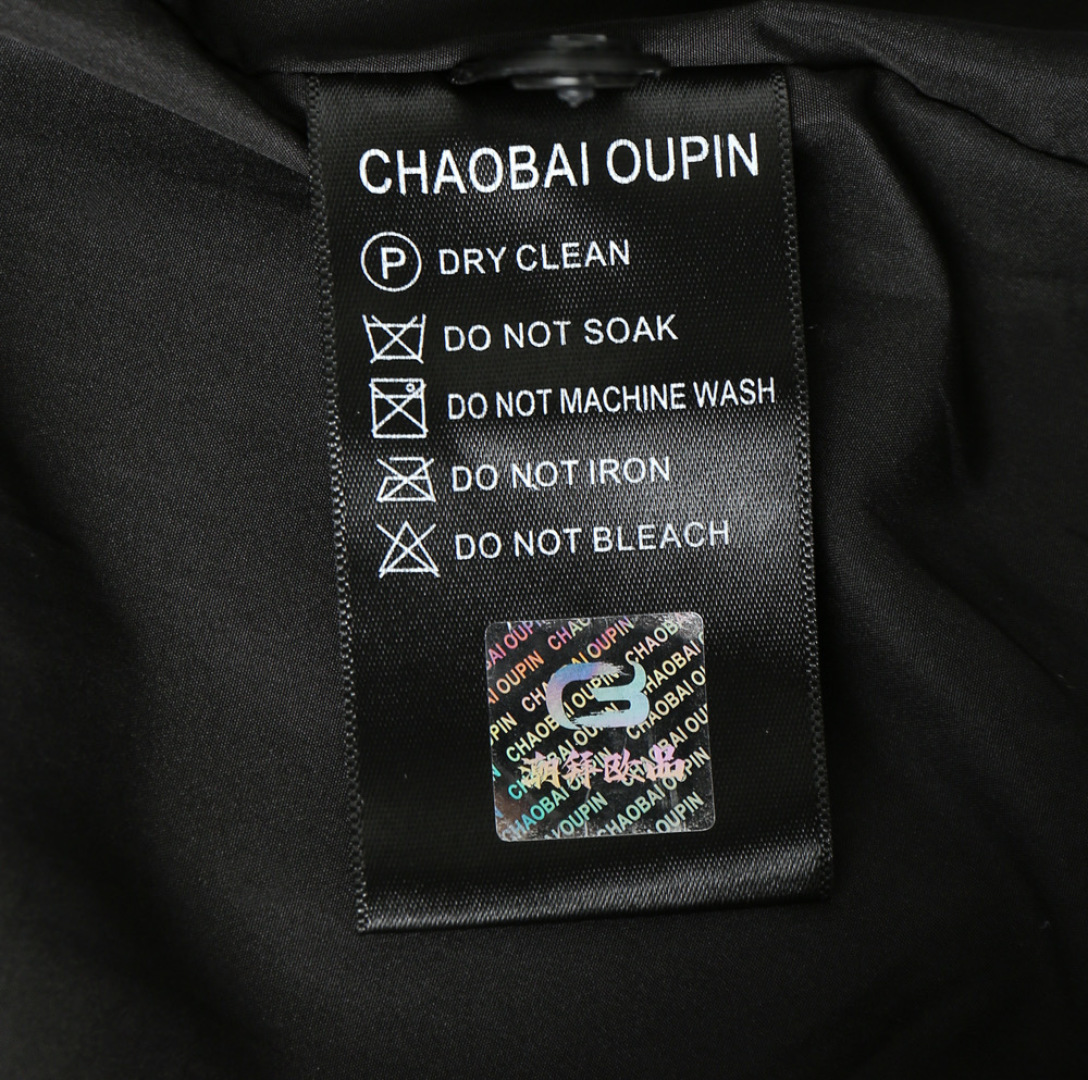 CHAOBAI OUPIN
P DRY CLEAN
DO NOT SOAK
DO NOT MACHINE WASH
DO NOT IRON
DO NOT BLEACH
CB
潮拜欧品
CHAOBAI OUPIN